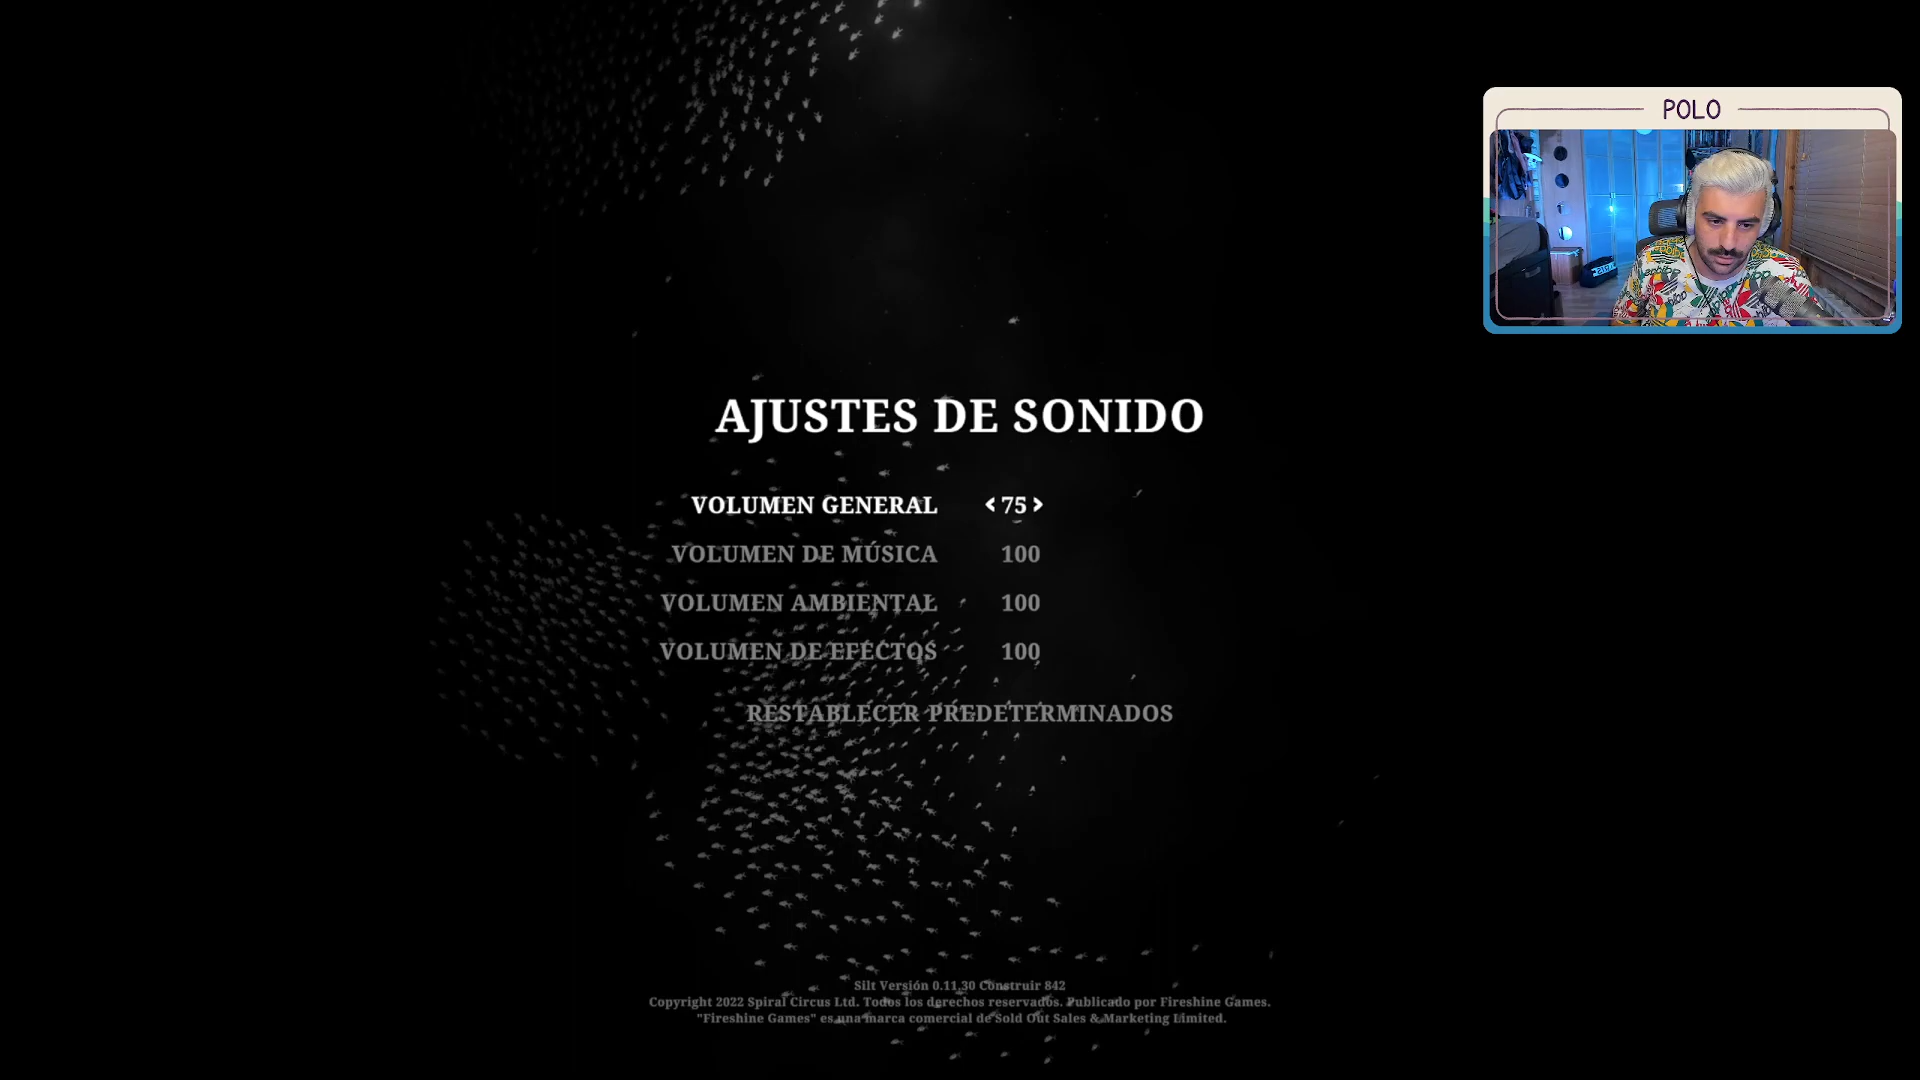 POLO
AJUSTES DE SONIDO
VOLUMEN GENERAL < 75 >
VOLUMEN DE MÚSICA 100
VOLUMEN AMBIENTAL 100
VOLUMEN DE EFECTOS 100
RESTABLECER PREDETERMINADOS
Silt Versión 0.11.30 Construir 842
Copyright 2022 Spiral Circus Ltd. Todos los derechos reservados. Publicado por Fireshine Games.
"Fireshine Games" es una marca comercial de Sold Out Sales & Marketing Limited.